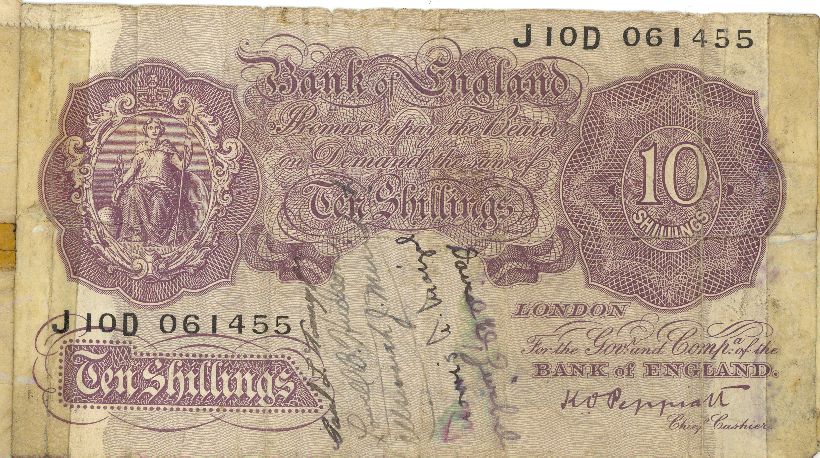 J10D 061455
Bank of England
Promise to pay the Bearer
on Demand the sum of
Ten Shillings
10
SHILLINGS
J10D 061455
Ten Shillings
LONDON
For the Govr. and Compa. of the
BANK OF ENGLAND.
K O Peppiatt
Chief Cashier.